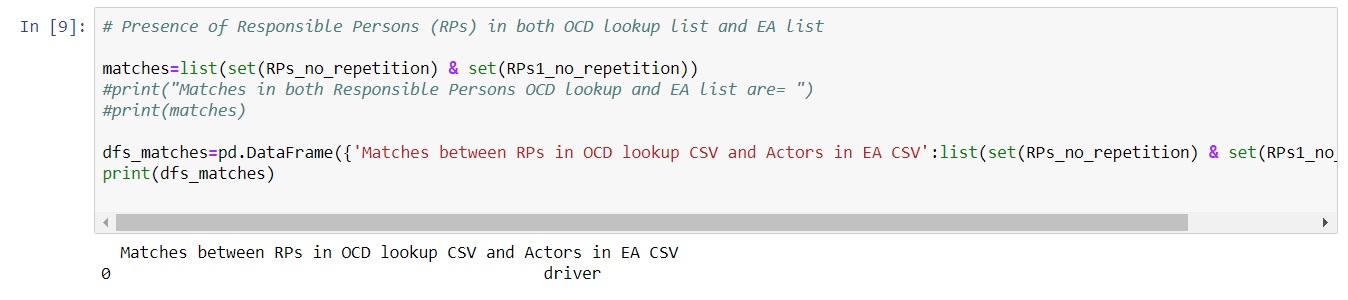 In [9]: # Presence of Responsible Persons (RPs) in both OCD lookup list and EA list
matches=list(set(RPs_no_repetition) & set(RPs1_no_repetition))
#print("Matches in both Responsible Persons OCD lookup and EA list are= ")
#print(matches)
dfs_matches=pd.DataFrame({'Matches between RPs in OCD lookup CSV and Actors in EA CSV':list(set(RPs_no_repetition) & set(RPs1_no_
print(dfs_matches)
Matches between RPs in OCD lookup CSV and Actors in EA CSV
0 driver